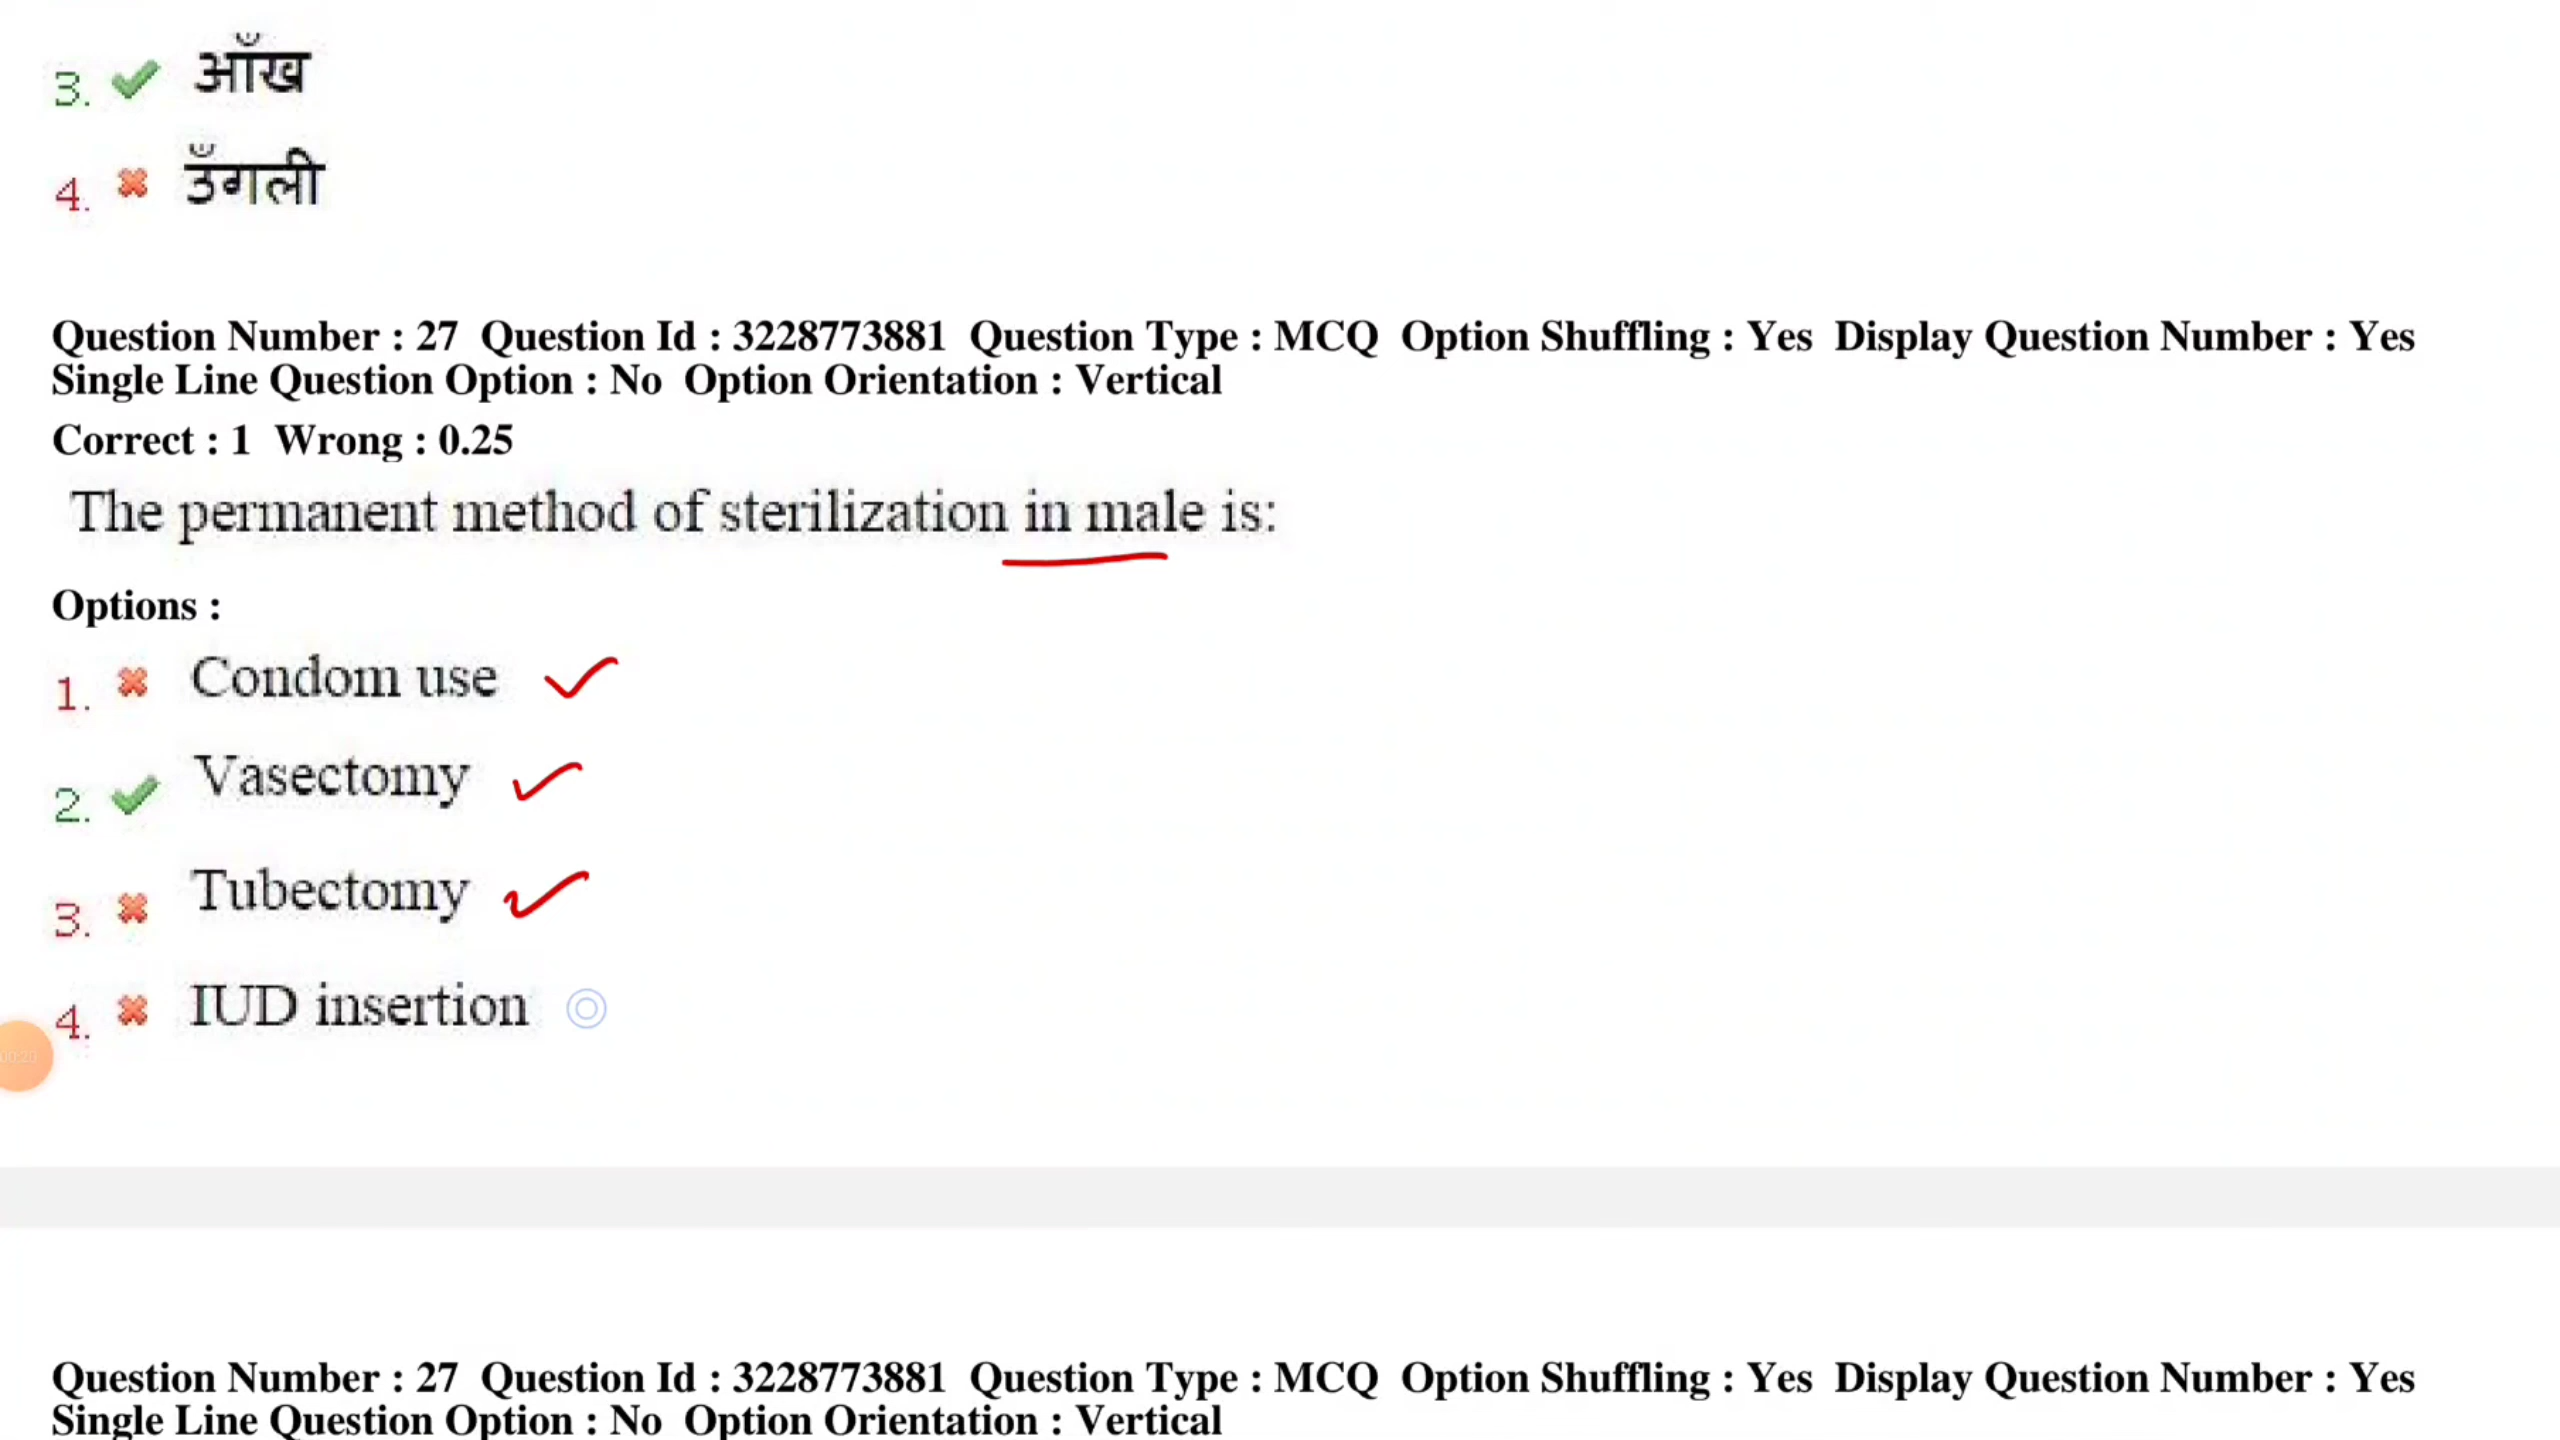 3. आँख
4. उँगली
Question Number : 27 Question Id : 3228773881 Question Type : MCQ Option Shuffling : Yes Display Question Number : Yes
Single Line Question Option : No Option Orientation : Vertical
Correct : 1 Wrong : 0.25
The permanent method of sterilization in male is:
Options :
1. Condom use
2. Vasectomy
3. Tubectomy
4. IUD insertion
00:20
Question Number : 27 Question Id : 3228773881 Question Type : MCQ Option Shuffling : Yes Display Question Number : Yes
Single Line Question Option : No Option Orientation : Vertical